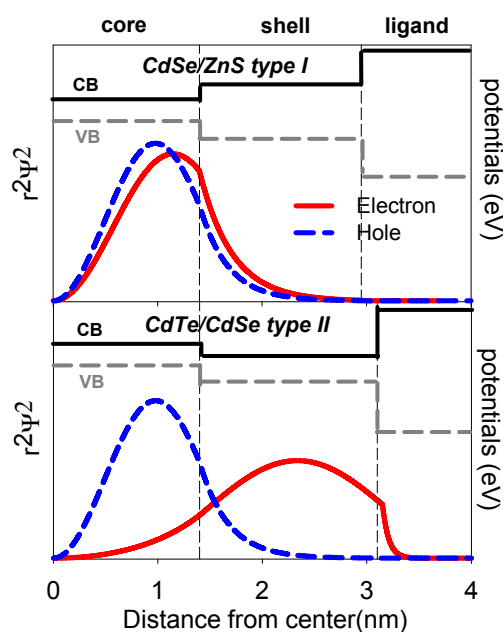 core shell ligand
CdSe/ZnS type I
CB
VB
r2Ψ2
potentials (eV)
Electron
Hole
CdTe/CdSe type II
CB
VB
r2Ψ2
potentials (eV)
0 1 2 3 4
Distance from center(nm)